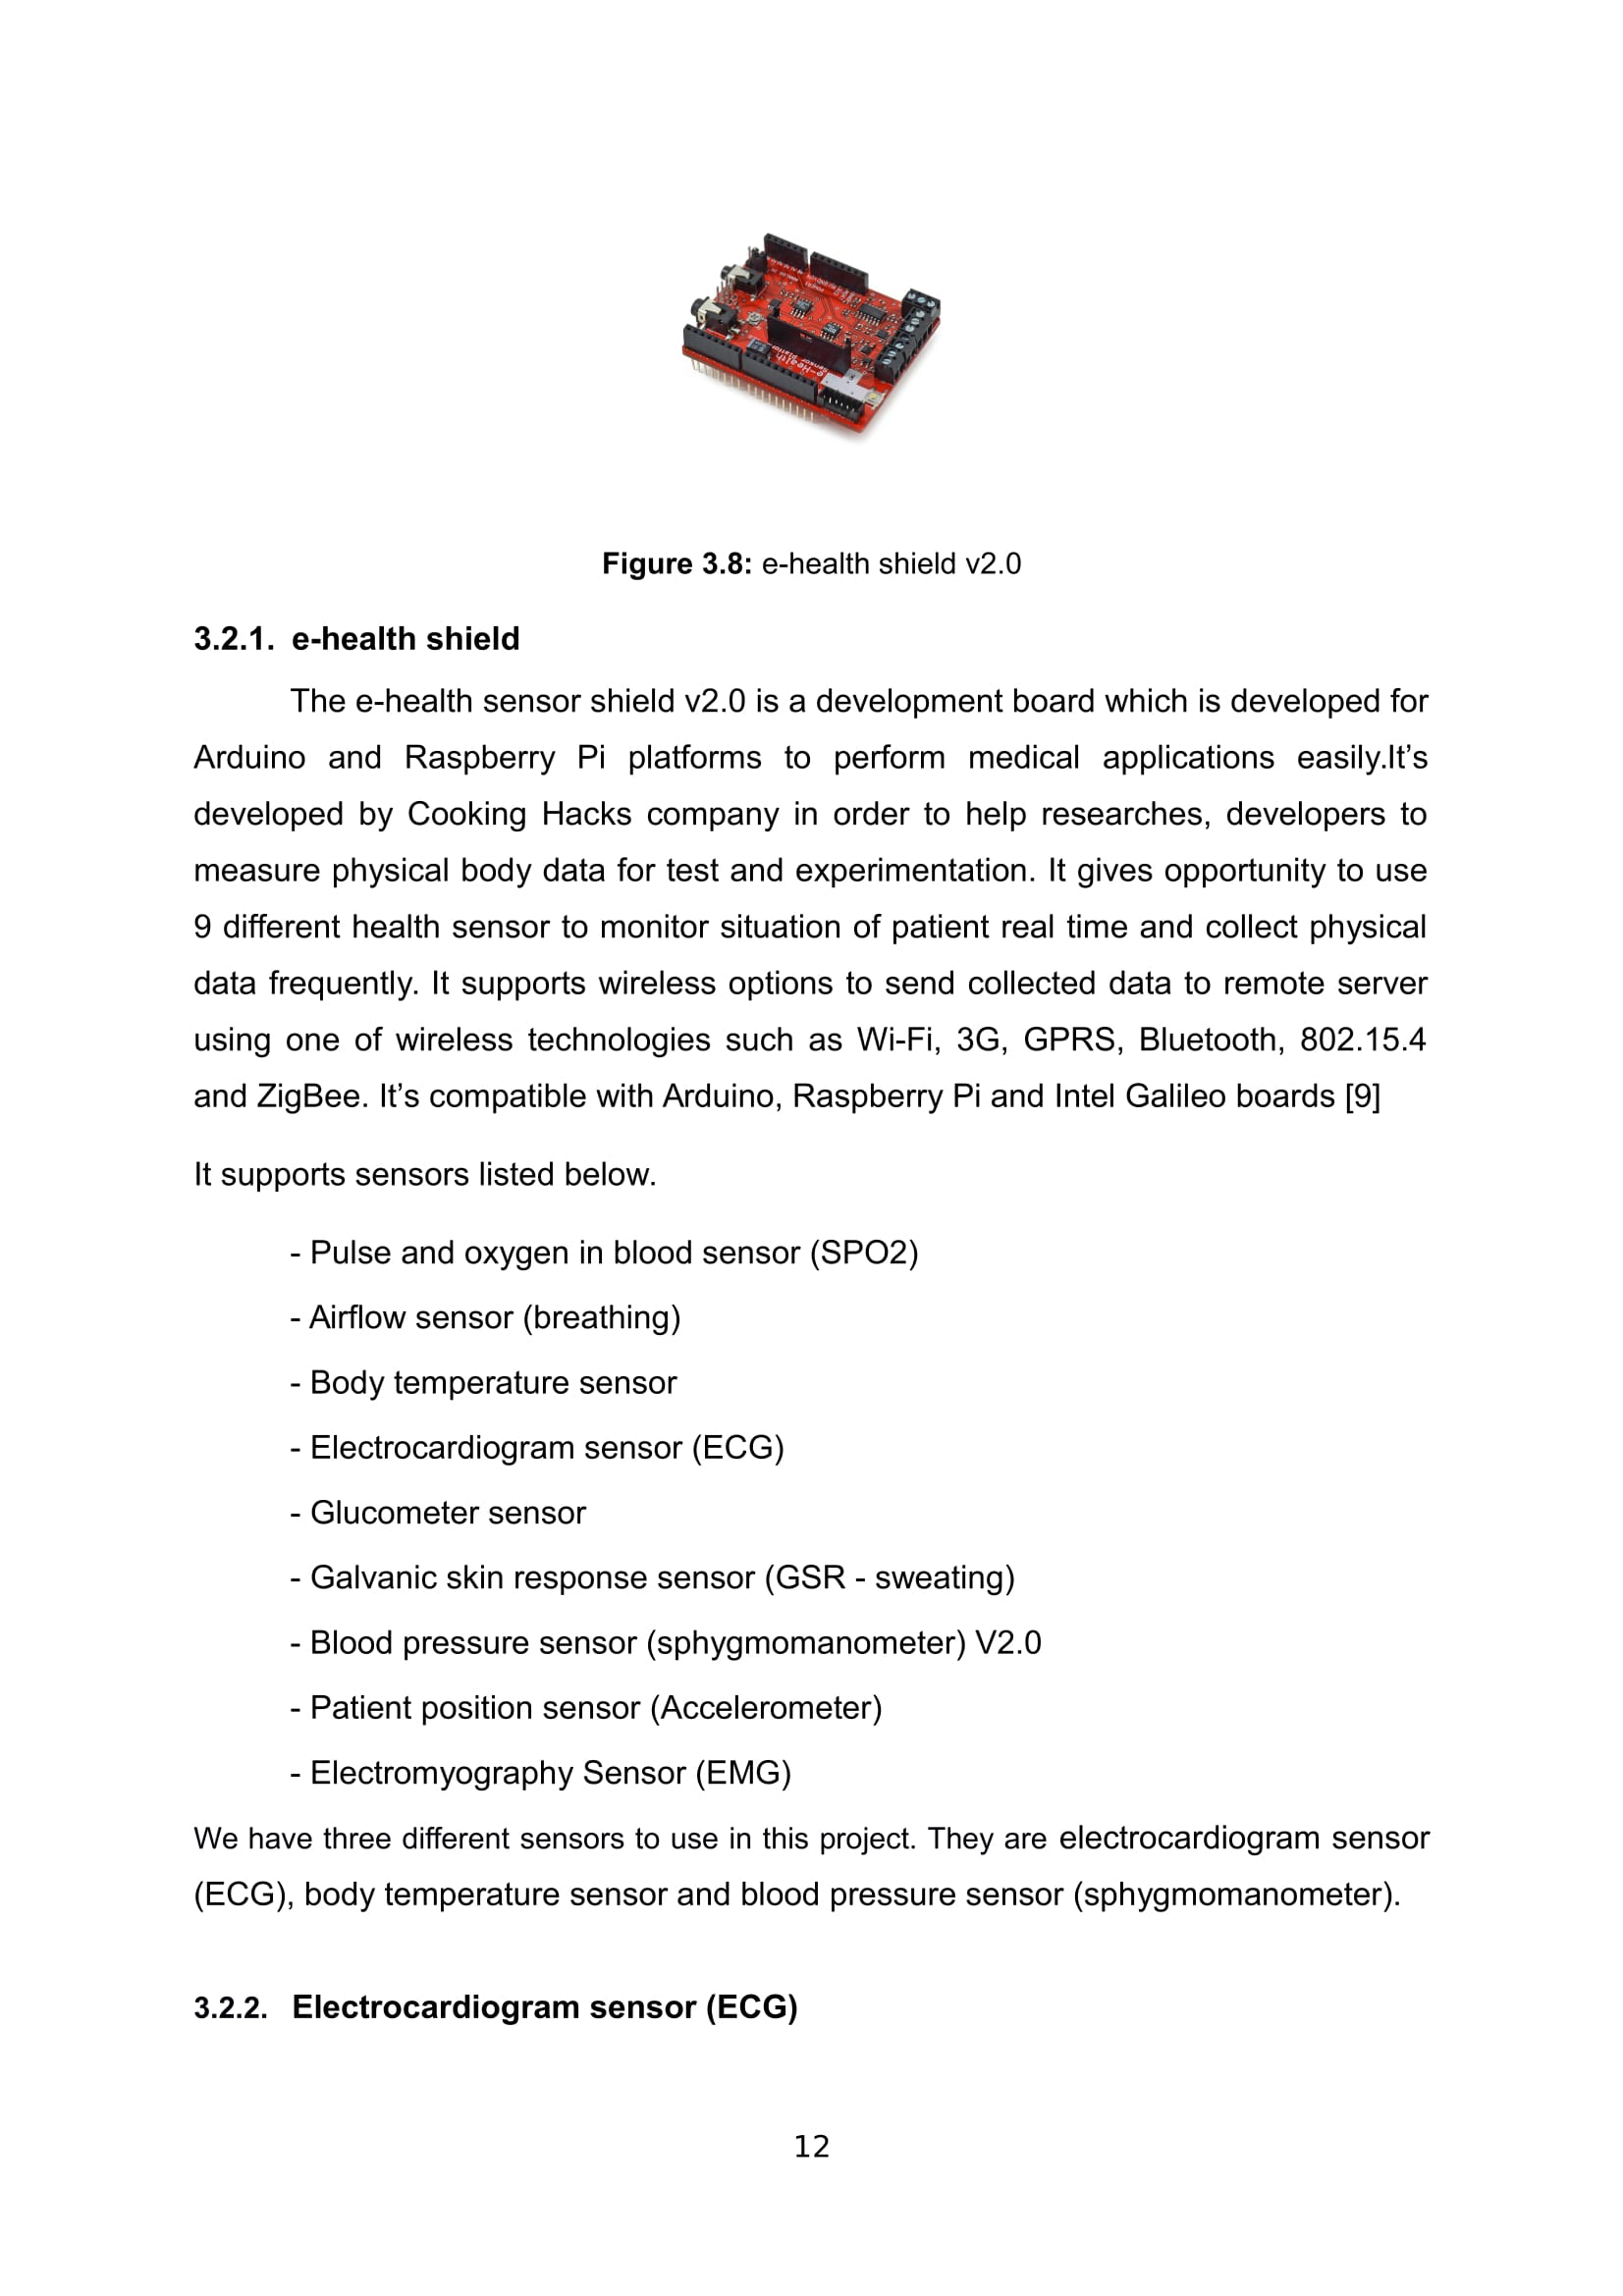 e-Health
Sensor Platform
Figure 3.8: e-health shield v2.0
3.2.1. e-health shield
The e-health sensor shield v2.0 is a development board which is developed for
Arduino and Raspberry Pi platforms to perform medical applications easily.It’s
developed by Cooking Hacks company in order to help researches, developers to
measure physical body data for test and experimentation. It gives opportunity to use
9 different health sensor to monitor situation of patient real time and collect physical
data frequently. It supports wireless options to send collected data to remote server
using one of wireless technologies such as Wi-Fi, 3G, GPRS, Bluetooth, 802.15.4
and ZigBee. It’s compatible with Arduino, Raspberry Pi and Intel Galileo boards [9]
It supports sensors listed below.
- Pulse and oxygen in blood sensor (SPO2)
- Airflow sensor (breathing)
- Body temperature sensor
- Electrocardiogram sensor (ECG)
- Glucometer sensor
- Galvanic skin response sensor (GSR - sweating)
- Blood pressure sensor (sphygmomanometer) V2.0
- Patient position sensor (Accelerometer)
- Electromyography Sensor (EMG)
We have three different sensors to use in this project. They are electrocardiogram sensor
(ECG), body temperature sensor and blood pressure sensor (sphygmomanometer).
3.2.2. Electrocardiogram sensor (ECG)
12